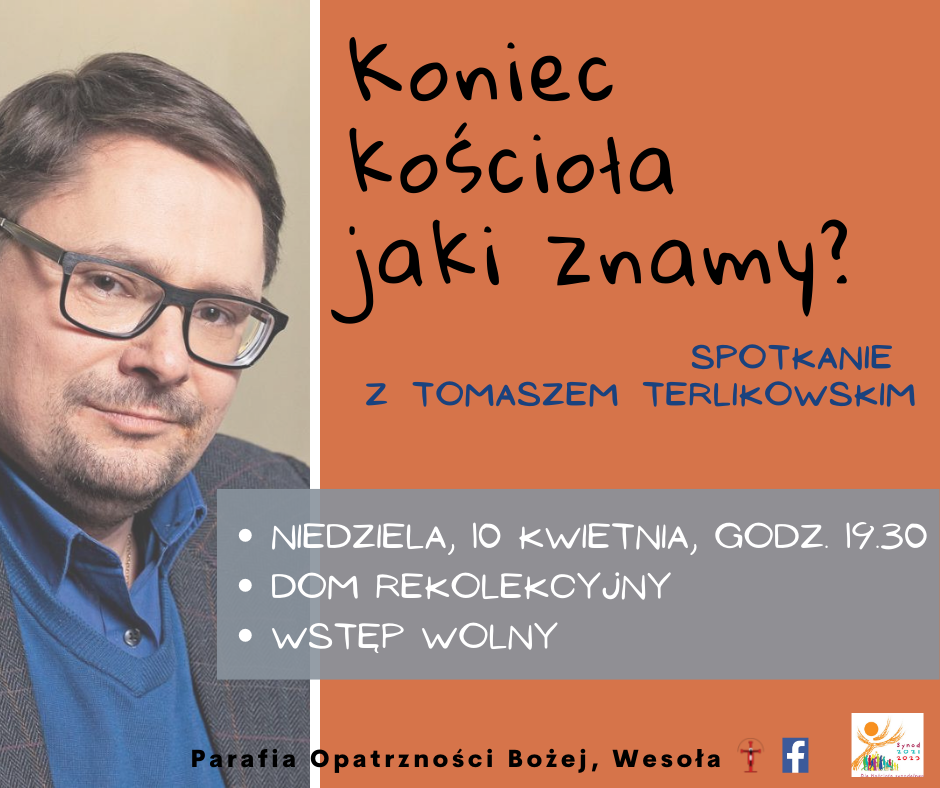 Koniec
kościoła
jaki znamy?
SPOTKANIE
Z TOMASZEM TERLIKOWSKIM
• NIEDZIELA, 10 KWIETNIA, GODZ. 19.30
• DOM REKOLEKCYJNY
• WSTĘP WOLNY
Parafia Opatrzności Bożej, Wesoła
f
Synod
2021
2023